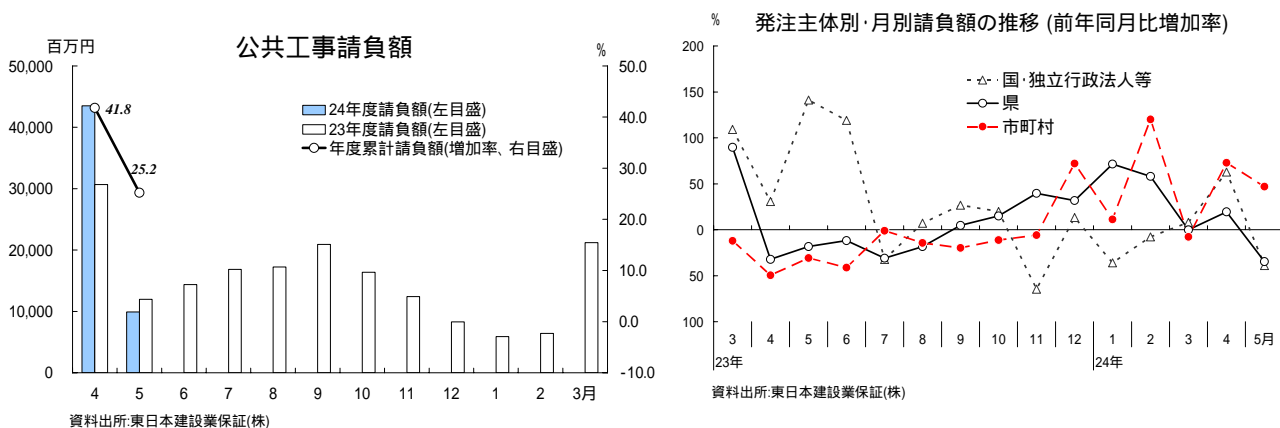 公共工事請負額
百万円
%
50,000
40,000
30,000
20,000
10,000
0
50.0
40.0
30.0
20.0
10.0
0.0
-10.0
41.8
25.2
24年度請負額(左目盛)
23年度請負額(左目盛)
年度累計請負額(増加率、右目盛)
4 5 6 7 8 9 10 11 12 1 2 3月
資料出所:東日本建設業保証(株)
発注主体別･月別請負額の推移 (前年同月比増加率)
%
200
150
100
50
0
50
100
国･独立行政法人等
県
市町村
3 4 5 6 7 8 9 10 11 12 1 2 3 4 5月
23年 24年
資料出所:東日本建設業保証(株)